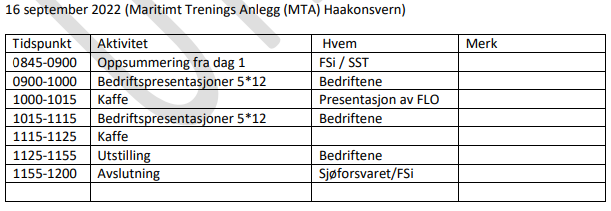 16 september 2022 (Maritimt Trenings Anlegg (MTA) Haakonsvern)
Tidspunkt Aktivitet Hvem Merk
0845-0900 Oppsummering fra dag 1 FSi / SST
0900-1000 Bedriftspresentasjoner 5*12 Bedriftene
1000-1015 Kaffe Presentasjon av FLO
1015-1115 Bedriftspresentasjoner 5*12 Bedriftene
1115-1125 Kaffe
1125-1155 Utstilling Bedriftene
1155-1200 Avslutning Sjøforsvaret/FSi